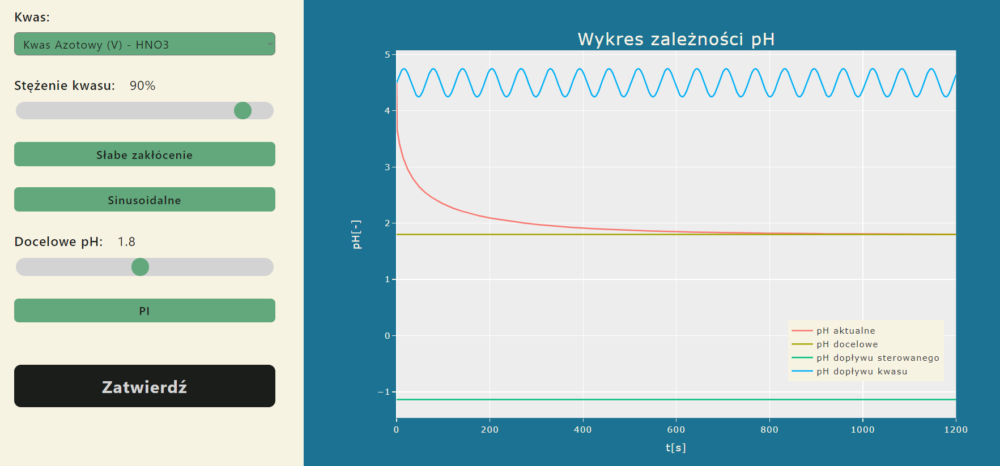 Kwas:
Kwas Azotowy (V) - HNO3
Stężenie kwasu: 90%
Słabe zakłócenie
Sinusoidalne
Docelowe pH: 1.8
PI
Zatwierdź
Wykres zależności pH
5
4
3
2
1
0
−1
pH[-]
0 200 400 600 800 1000 1200
t[s]
pH aktualne
pH docelowe
pH dopływu sterowanego
pH dopływu kwasu